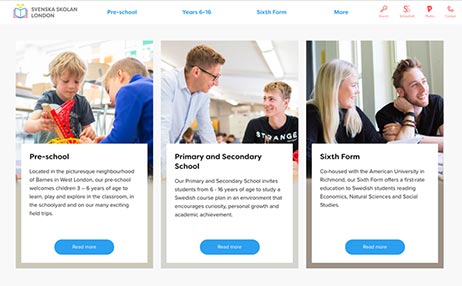 SVENSKA SKOLAN
LONDON
Pre-school
Years 6-16
Sixth Form
More
Search
Schoolsoft
Photos
Contact
Pre-school
Located in the picturesque neighbourhood
of Barnes in West London, our pre-school
welcomes children 3 – 6 years of age to
learn, play and explore in the classroom, in
the schoolyard and on our many exciting
field trips.
Read more
STRANGE
Primary and Secondary
School
Our Primary and Secondary School invites
students from 6 - 16 years of age to study a
Swedish course plan in an environment that
encourages curiosity, personal growth and
academic achievement.
Read more
Sixth Form
Co-housed with the American University in
Richmond, our Sixth Form offers a first-rate
education to Swedish students reading
Economics, Natural Sciences and Social
Studies.
Read more